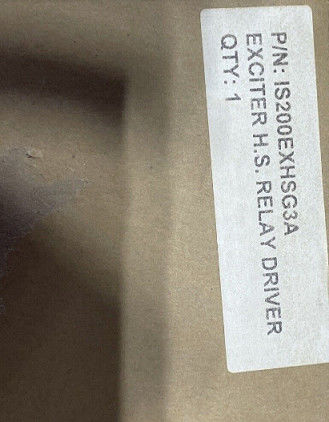 P/N: IS200EXHSG3A
EXCITER H.S. RELAY DRIVER
QTY: 1